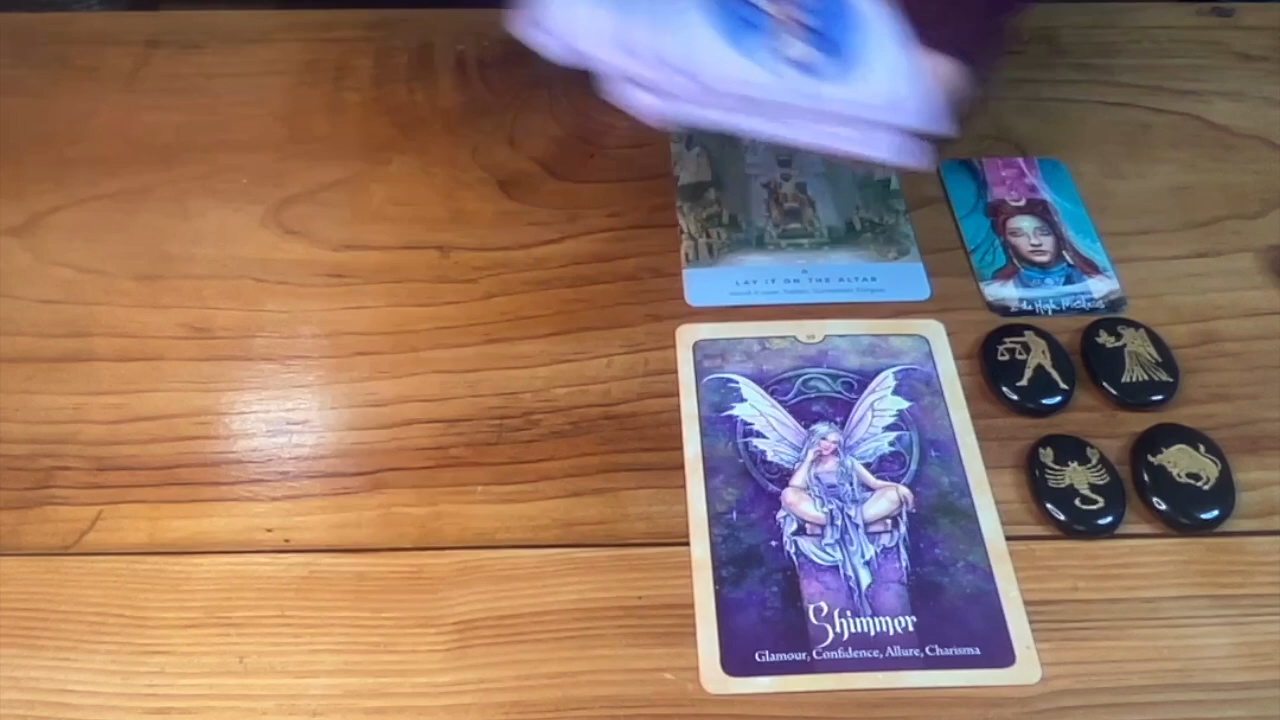 LAY IT ON THE ALTAR
The High Priestess
Shimmer
Glamour, Confidence, Allure, Charisma